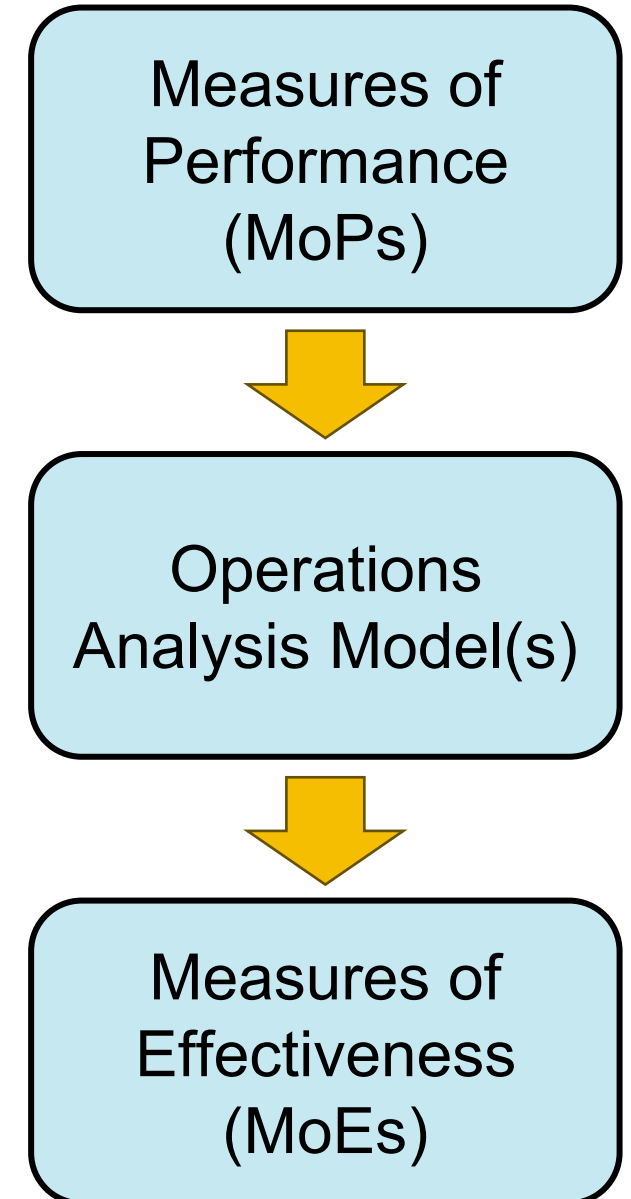 Measures of
Performance
(MoPs)
Operations
Analysis Model(s)
Measures of
Effectiveness
(MoEs)